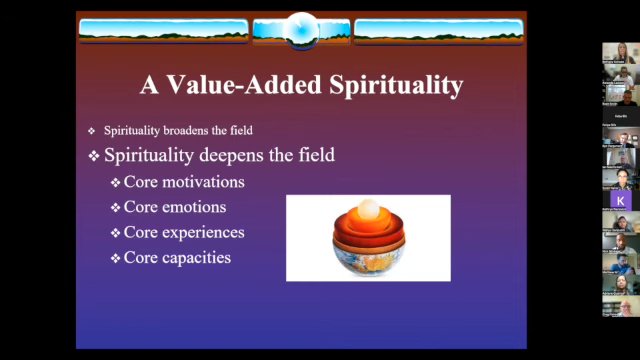 A Value-Added Spirituality
Spirituality broadens the field
Spirituality deepens the field
Core motivations
Core emotions
Core experiences
Core capacities
K